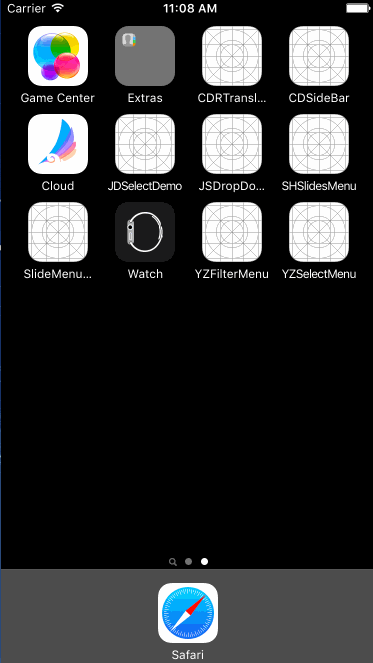 Carrier 11:08 AM
Game Center Extras CDRTransl... CDSideBar
Cloud JDSelectDemo JSDropDo... SHSlidesMenu
SlideMenu... Watch YZFilterMenu YZSelectMenu
Safari